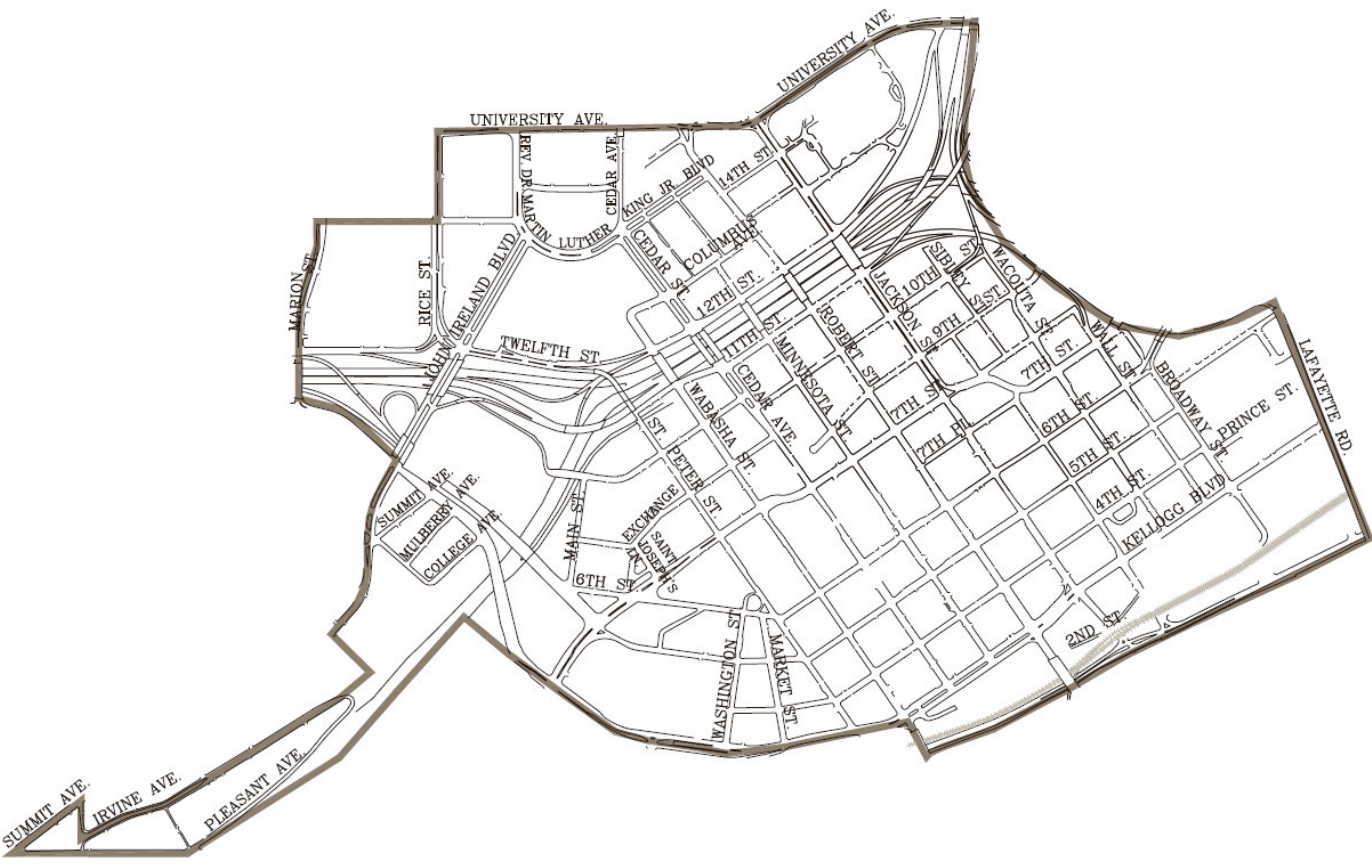 UNIVERSITY AVE.
UNIVERSITY AVE.
REV. DR. MARTIN LUTHER KING JR BLVD
CEDAR AVE
14TH ST.
COLUMBUS AVE
CEDAR ST.
12TH ST.
11TH ST.
MARION ST.
RICE ST.
JOHN IRELAND BLVD.
TWELFTH ST.
10TH ST.
SIBLEY ST.
WACOUTA ST.
JACKSON ST.
9TH ST.
ROBERT ST.
MINNESOTA ST.
7TH ST.
WALL ST.
BROADWAY ST.
LAFAYETTE RD.
CEDAR AVE.
WABASHA ST.
7TH ST.
7TH PL
6TH ST.
5TH ST.
4TH ST.
PRINCE ST.
KELLOGG BLVD
ST PETER ST.
EXCHANGE
MAIN ST.
SAINT JOSEPH'S LN.
6TH ST.
SUMMIT AVE.
MULBERRY AVE.
COLLEGE AVE.
WASHINGTON ST.
MARKET ST.
2ND ST.
SUMMIT AVE.
IRVINE AVE.
PLEASANT AVE.